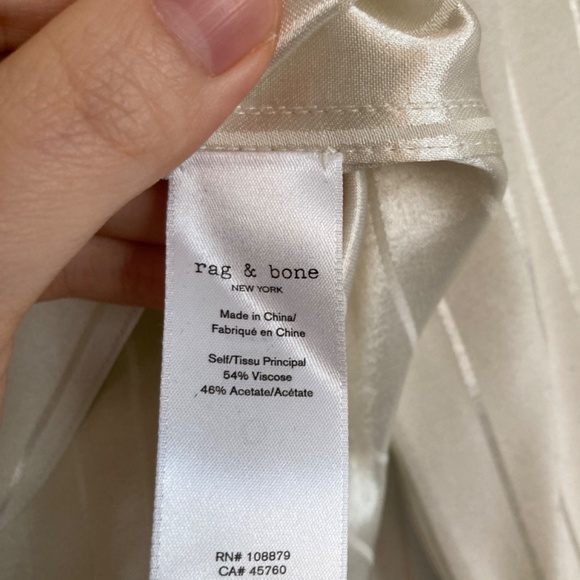 rag & bone
NEW YORK
Made in China/
Fabriqué en Chine
Self/Tissu Principal
54% Viscose
46% Acetate/Acétate
RN# 108879
CA# 45760